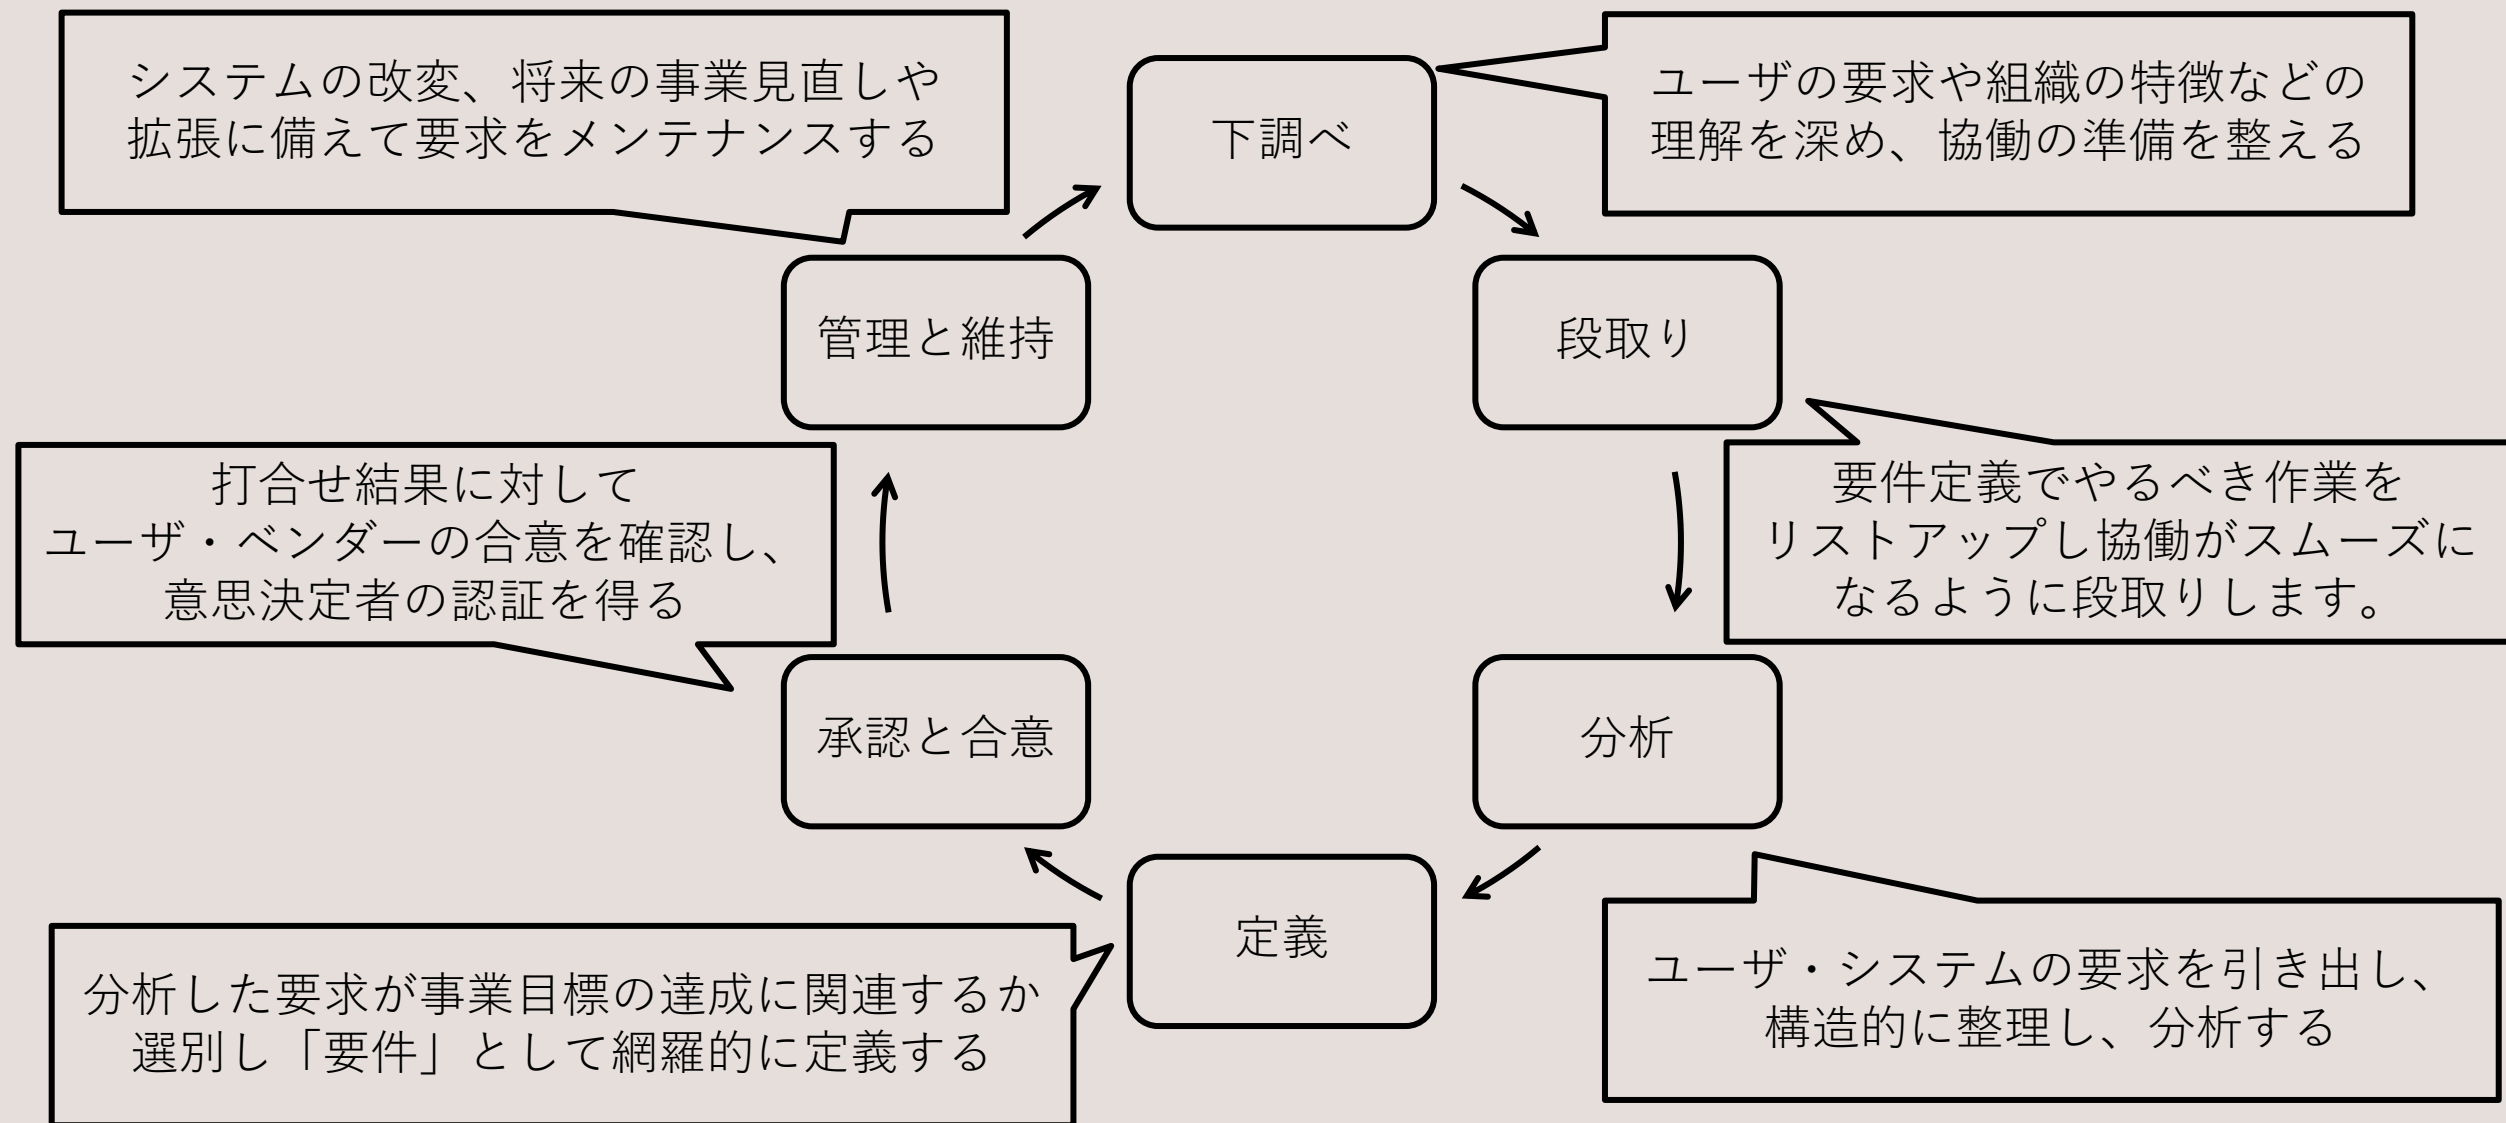 システムの改変、将来の事業見直しや
拡張に備えて要求をメンテナンスする
下調べ
ユーザの要求や組織の特徴などの
理解を深め、協働の準備を整える
管理と維持
段取り
打合せ結果に対して
ユーザ・ベンダーの合意を確認し、
意思決定者の認証を得る
要件定義でやるべき作業を
リストアップし協働がスムーズに
なるように段取りします。
承認と合意
分析
定義
分析した要求が事業目標の達成に関連するか
選別し「要件」として網羅的に定義する
ユーザ・システムの要求を引き出し、
構造的に整理し、分析する